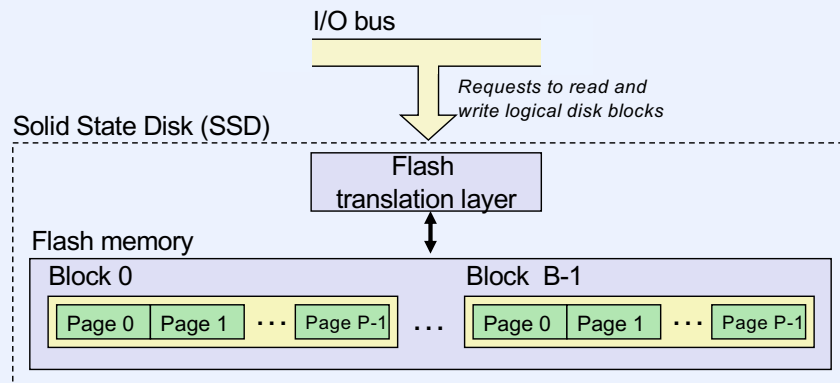 I/O bus
Requests to read and
write logical disk blocks
Solid State Disk (SSD)
Flash
translation layer
Flash memory
Block 0
Block B-1
Page 0 Page 1 ... Page P-1 ... Page 0 Page 1 ... Page P-1